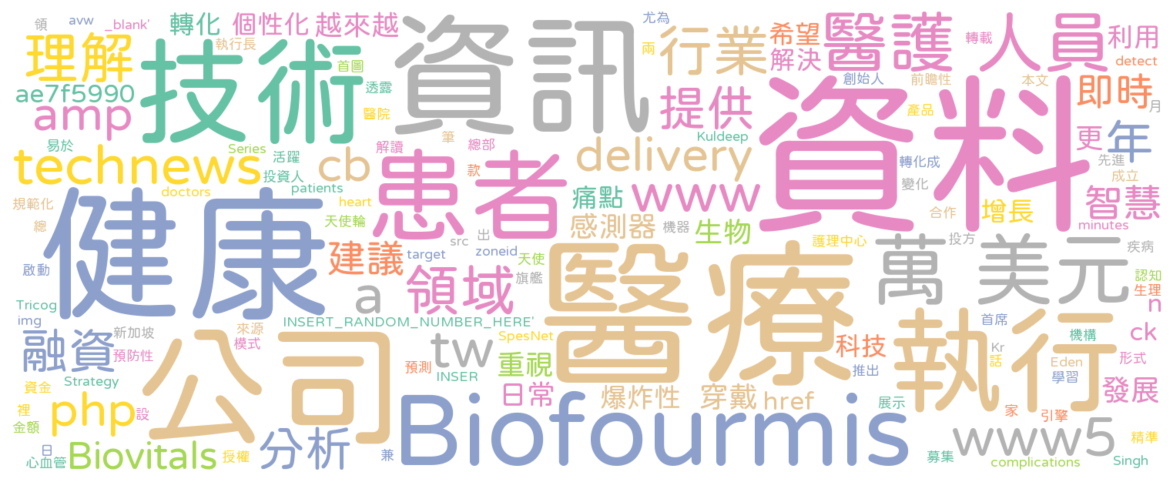 領 avw _blank' 轉化 個性化 越來越 尤為 希望 醫護 人員 轉載 利用
理解 執行長 首圖 資訊 兩 行業 解決 detect
ae7f5990 技術 透露 創始人 前瞻性 本文 即時 月
amp 醫院 提供 產品 資料
易於 Series 活躍 解讀 筆 總部 Kuldeep 更 年
technews cb 患者 款 delivery 轉化成 先進
doctors 投資人 patients www 變化 成立 智慧
規範化 健康 heart 痛點 合作 增長 minutes
總 天使輪 感測器 機器 生物
啟動 建議 target src 出 zoneid 天使 護理中心 萬 美元 投方 疾病
Tricog a 領域 旗艦 醫療 認知 生理 n
img 新加坡 來源 INSERT_RANDOM_NUMBER_HERE' 執行 首席 ck
融資 預防性 公司 模式 tw SpesNet 科技 機構
資金 Strategy 預測 INSER 重視 推出 Kr 話 Eden 學習 形式
裡 金額 php 設 日常 爆炸性 穿戴 href 展示 家 引擎 發展
日 心血管 Biovitals 授權 分析 兼 Biofourmis 募集 www5 complications 精準 Singh